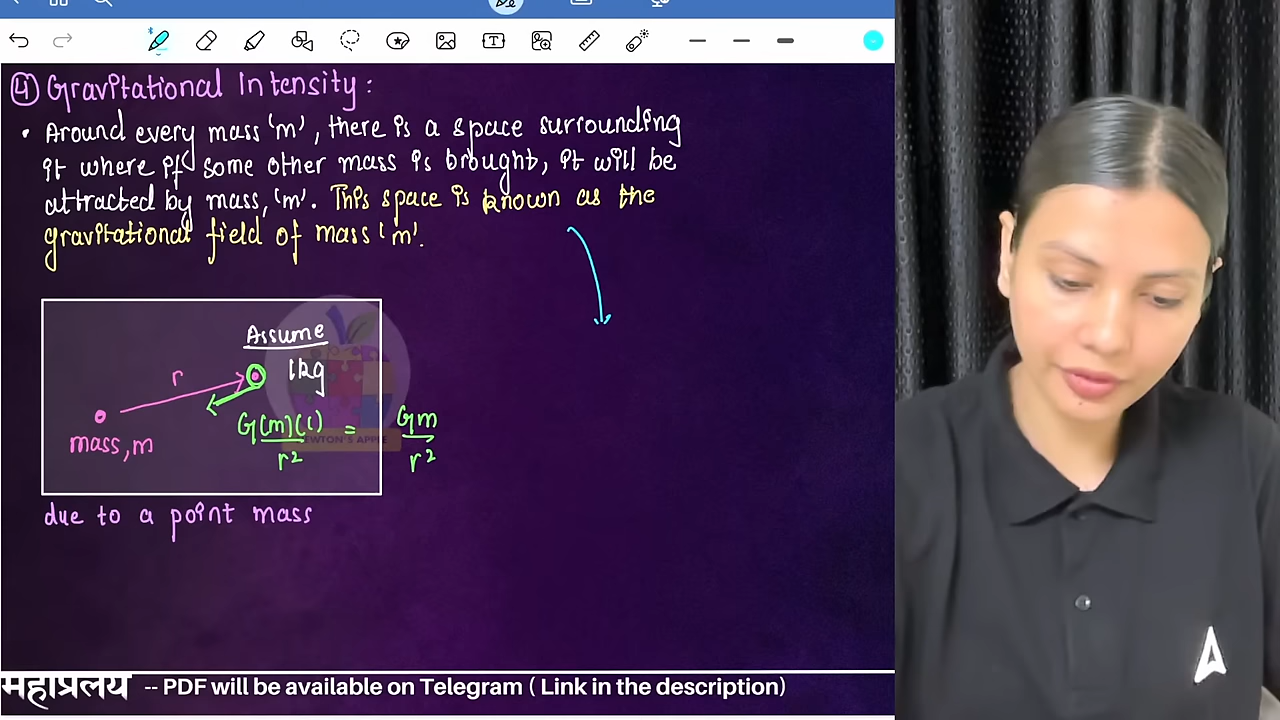 ④ Gravitational Intensity :
• Around every mass 'm', there is a space surrounding
it where if some other mass is brought, it will be
attracted by mass, 'm'. This space is known as the
gravitational field of mass 'm'.
Assume
r
1kg
mass, m
G(m)(1) / r² = Gm / r²
NEWTON'S APPLE
due to a point mass
महाप्रलय -- PDF will be available on Telegram ( Link in the description)